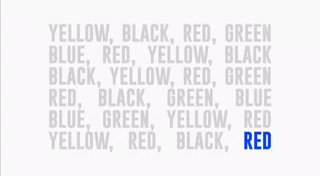 YELLOW, BLACK, RED, GREEN
BLUE, RED, YELLOW, BLACK
BLACK, YELLOW, RED, GREEN
RED, BLACK, GREEN, BLUE
BLUE, GREEN, YELLOW, RED
YELLOW, RED, BLACK, RED